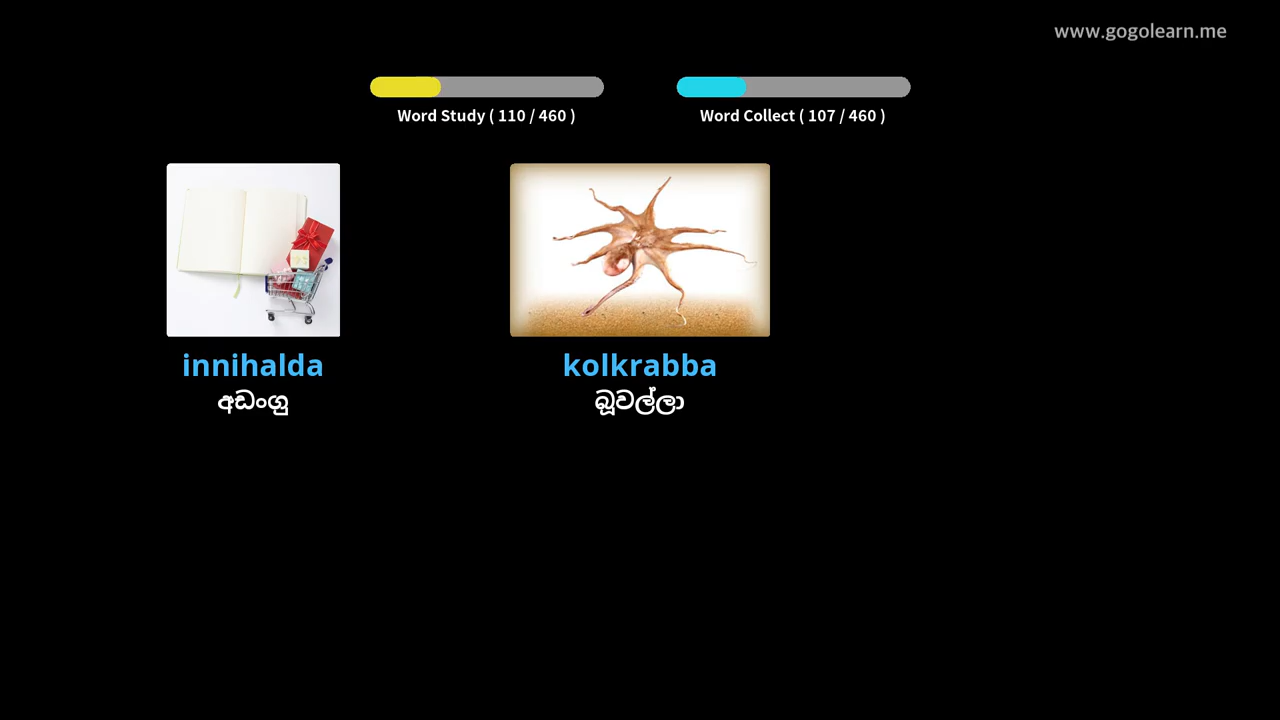 www.gogolearn.me
Word Study ( 110 / 460 )
Word Collect ( 107 / 460 )
innihalda
අඩංගු
kolkrabba
බූවල්ලා